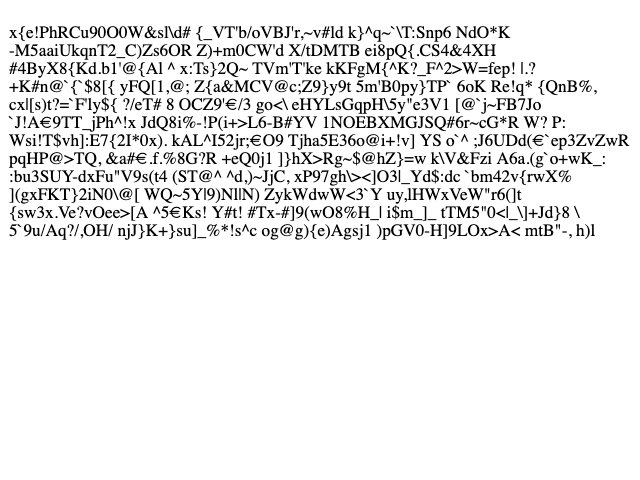 x{e!PhRCu90O0W&sl\d# {_VT'b/oVBJ'r,~v#ld k}^q~`\T:Snp6 NdO*K
-M5aaiUkqnT2_C)Zs6OR Z)+m0CW'd X/tDMTB ei8pQ{.CS4&4XH
#4ByX8{Kd.b1'@{Al ^ x:Ts}2Q~ TVm'T'ke kKFgM{^K?_F^2>W=fep! |.?
+K#n@`{`$8[{ yFQ[1,@; Z{a&MCV@c;Z9}y9t 5m'B0py}TP` 6oK Re!q* {QnB%,
cx|[s)t?=`F'ly${ ?/eT# 8 OCZ9'€/3 go<\ eHYLsGqpH\5y"e3V1 [@`j~FB7Jo
`J!A€9TT_jPh^!x JdQ8i%-!P(i+>L6-B#YV 1NOEBXMGJSQ#6r~cG*R W? P:
Wsi!T$vh]:E7{2I*0x). kAL^I52jr;€O9 Tjha5E36o@i+!v] YS o`^ ;J6UDd(€`ep3ZvZwR
pqHP@>TQ, &a#€.f.%8G?R +eQ0j1 ]}hX>Rg~$@hZ}=w k\V&Fzi A6a.(g`o+wK_:
:bu3SUY-dxFu"V9s(t4 (ST@^ ^d,)~JjC, xP97gh\><]O3|_Yd$:dc `bm42v{rwX%
](gxFKT}2iN0\@[ WQ~5Y|9)Nl|N) ZykWdwW<3`Y uy,lHWxVeW"r6(]t
{sw3x.Ve?vOee>[A ^5€Ks! Y#t! #Tx-#]9(wO8%H_| i$m_]_ tTM5"0<|_\]+Jd}8 \
5`9u/Aq?/,OH/ njJ}K+}su]_%*!s^c og@g){e)Agsj1 )pGV0-H]9LOx>A< mtB"-, h)l